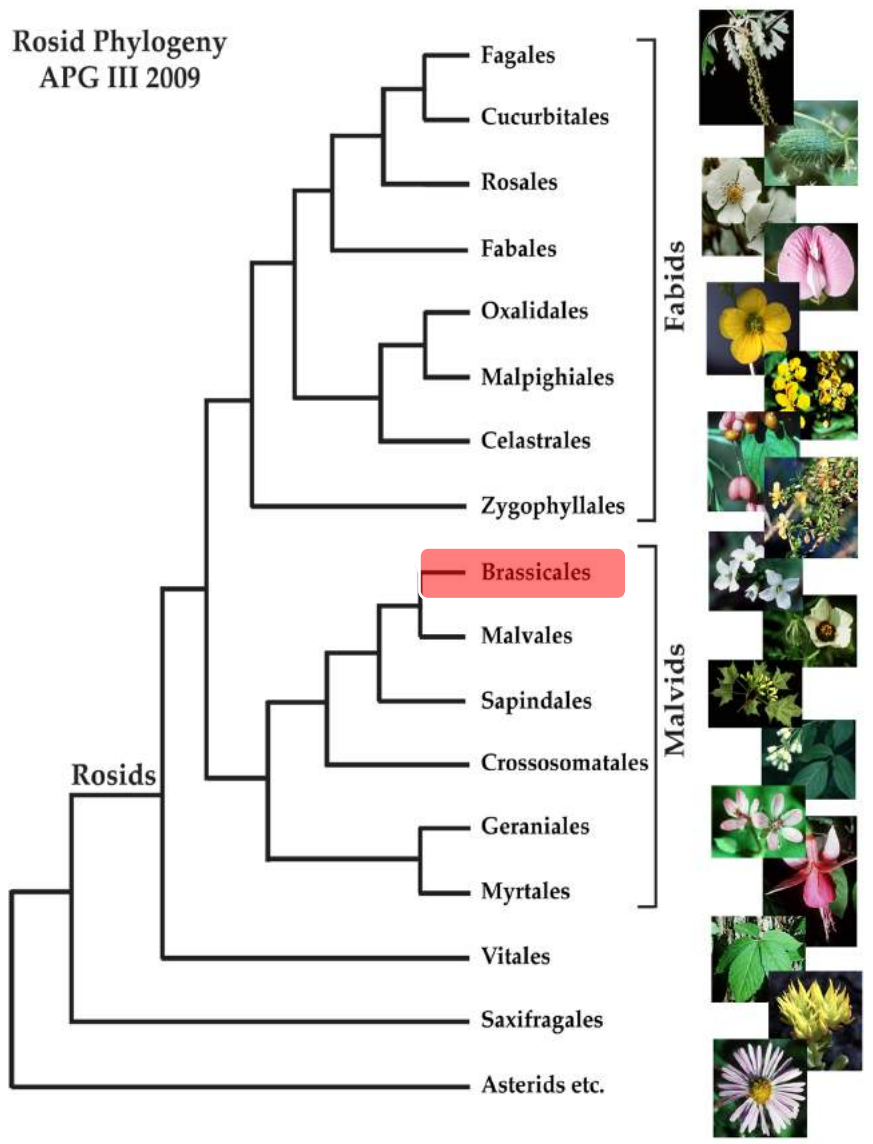 Rosid Phylogeny
APG III 2009
Fagales
Cucurbitales
Rosales
Fabales
Oxalidales
Malpighiales
Celastrales
Zygophyllales
Fabids
Brassicales
Malvales
Sapindales
Crossosomatales
Geraniales
Myrtales
Malvids
Rosids
Vitales
Saxifragales
Asterids etc.